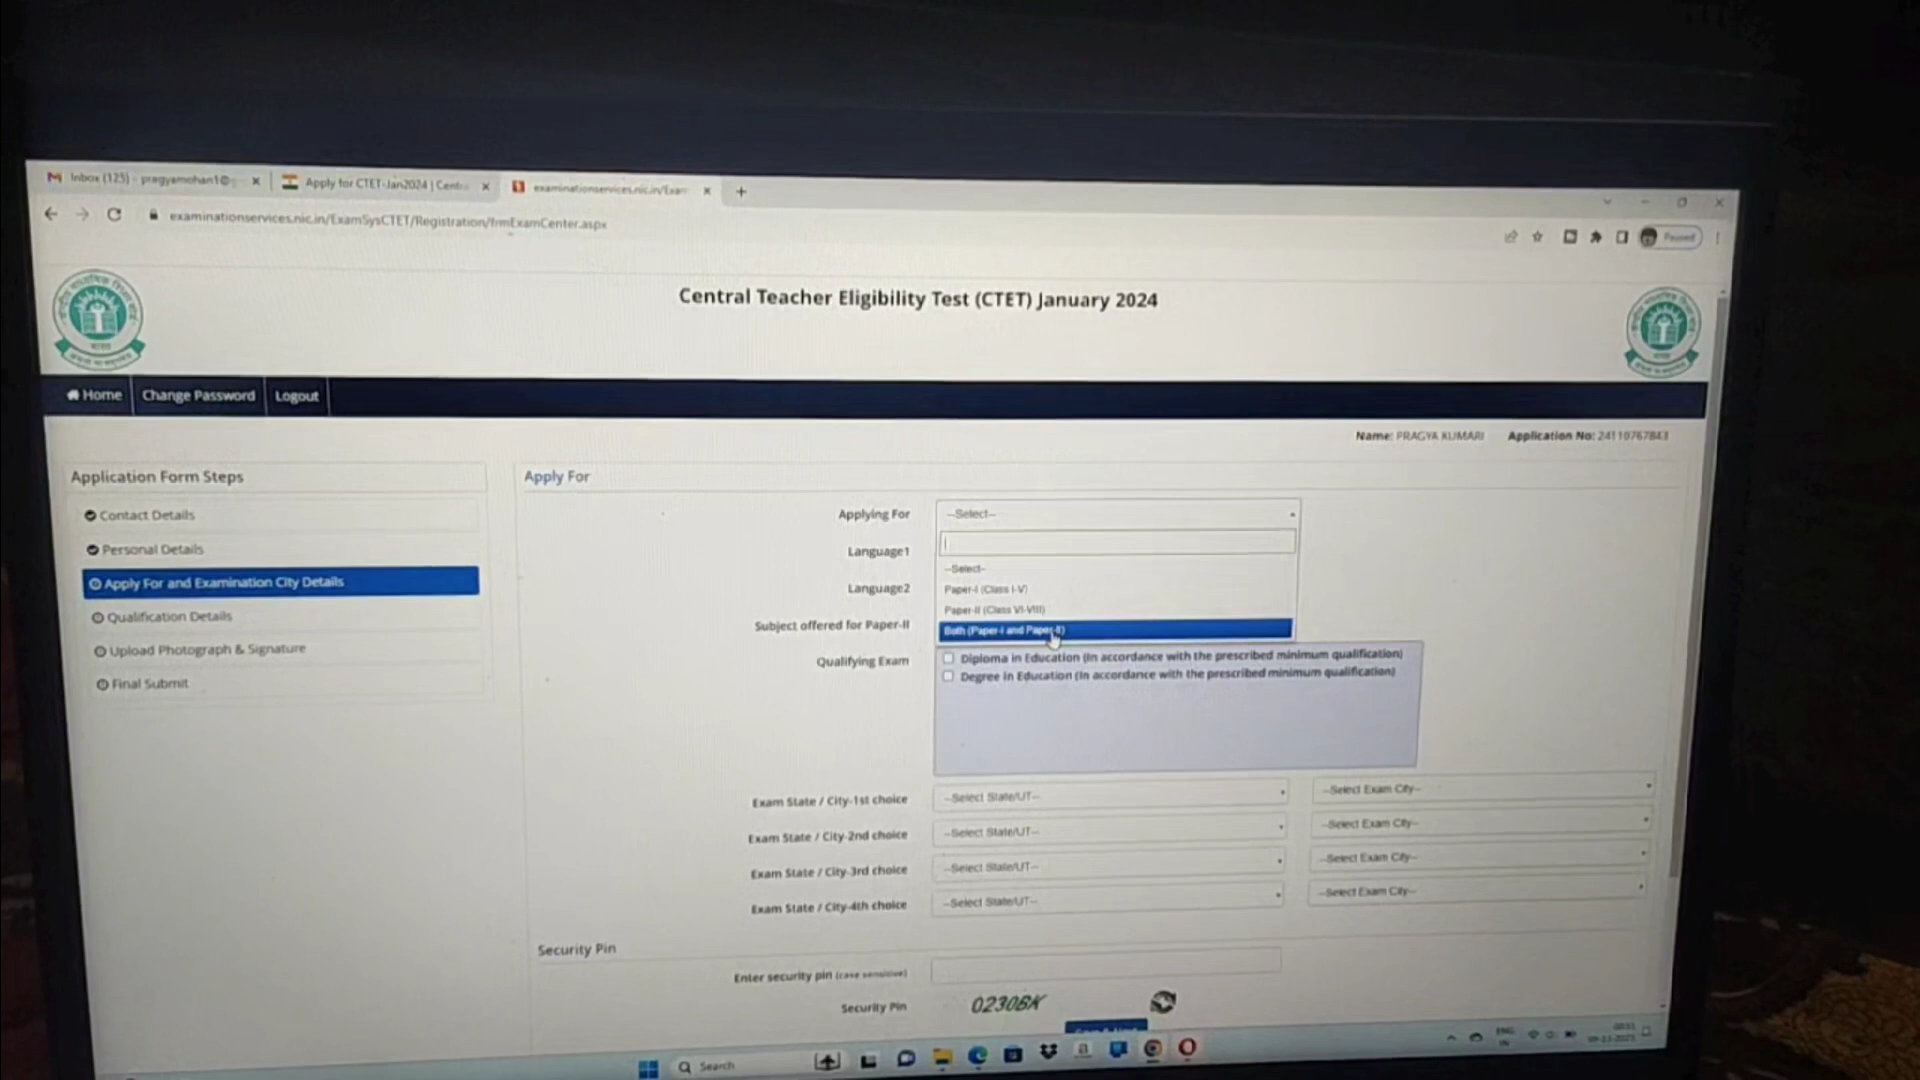 Inbox (125) - pragyamohan1@g
Apply for CTET-Jan2024 | Centr
examinationservices.nic.in/Exam
examinationservices.nic.in/ExamSysCTET/Registration/frmExamCenter.aspx
Paused
Central Teacher Eligibility Test (CTET) January 2024
Home
Change Password
Logout
Name: PRAGYA KUMARI
Application No: 24110767843
Application Form Steps
Contact Details
Personal Details
Apply For and Examination City Details
Qualification Details
Upload Photograph & Signature
Final Submit
Apply For
Applying For
--Select--
Language1
--Select--
Paper-I (Class I-V)
Language2
Paper-II (Class VI-VIII)
Both (Paper-I and Paper-II)
Subject offered for Paper-II
Qualifying Exam
Diploma in Education (In accordance with the prescribed minimum qualification)
Degree in Education (In accordance with the prescribed minimum qualification)
Exam State / City-1st choice
--Select State/UT--
--Select Exam City--
Exam State / City-2nd choice
--Select State/UT--
--Select Exam City--
Exam State / City-3rd choice
--Select State/UT--
--Select Exam City--
Exam State / City-4th choice
--Select State/UT--
--Select Exam City--
Security Pin
Enter security pin (case sensitive)
Security Pin
0230BK
Search
ENG
IN